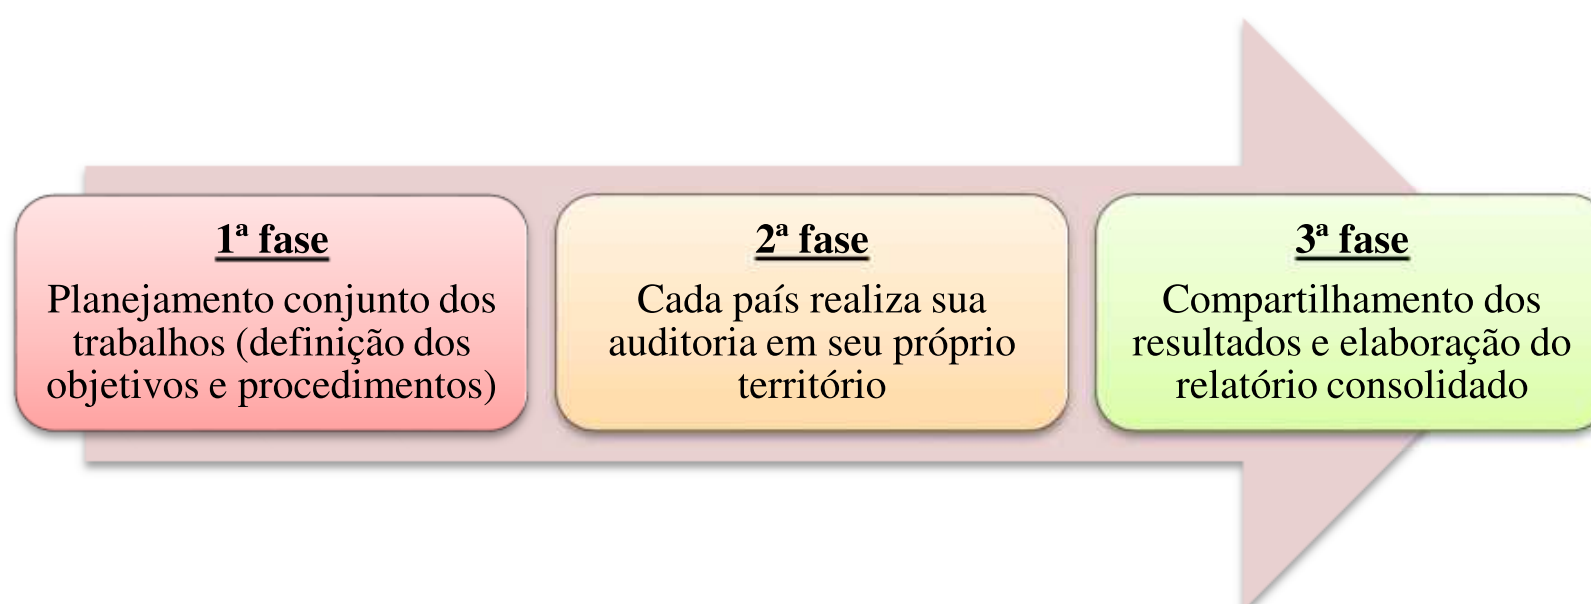 1ª fase
Planejamento conjunto dos
trabalhos (definição dos
objetivos e procedimentos)
2ª fase
Cada país realiza sua
auditoria em seu próprio
território
3ª fase
Compartilhamento dos
resultados e elaboração do
relatório consolidado